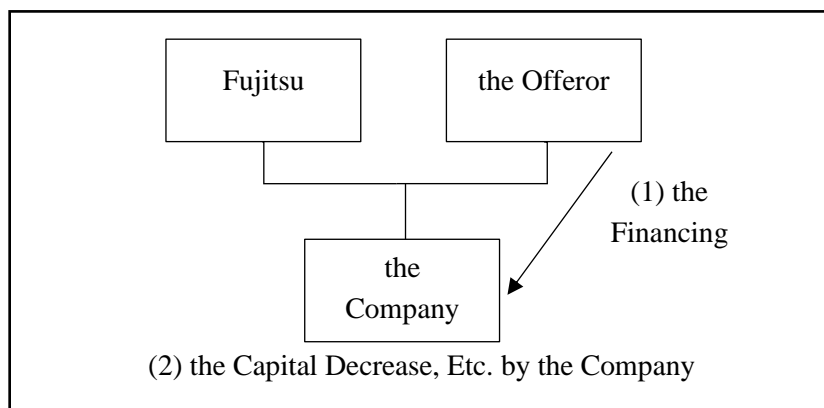 Fujitsu
the Offeror
(1) the
Financing
the
Company
(2) the Capital Decrease, Etc. by the Company